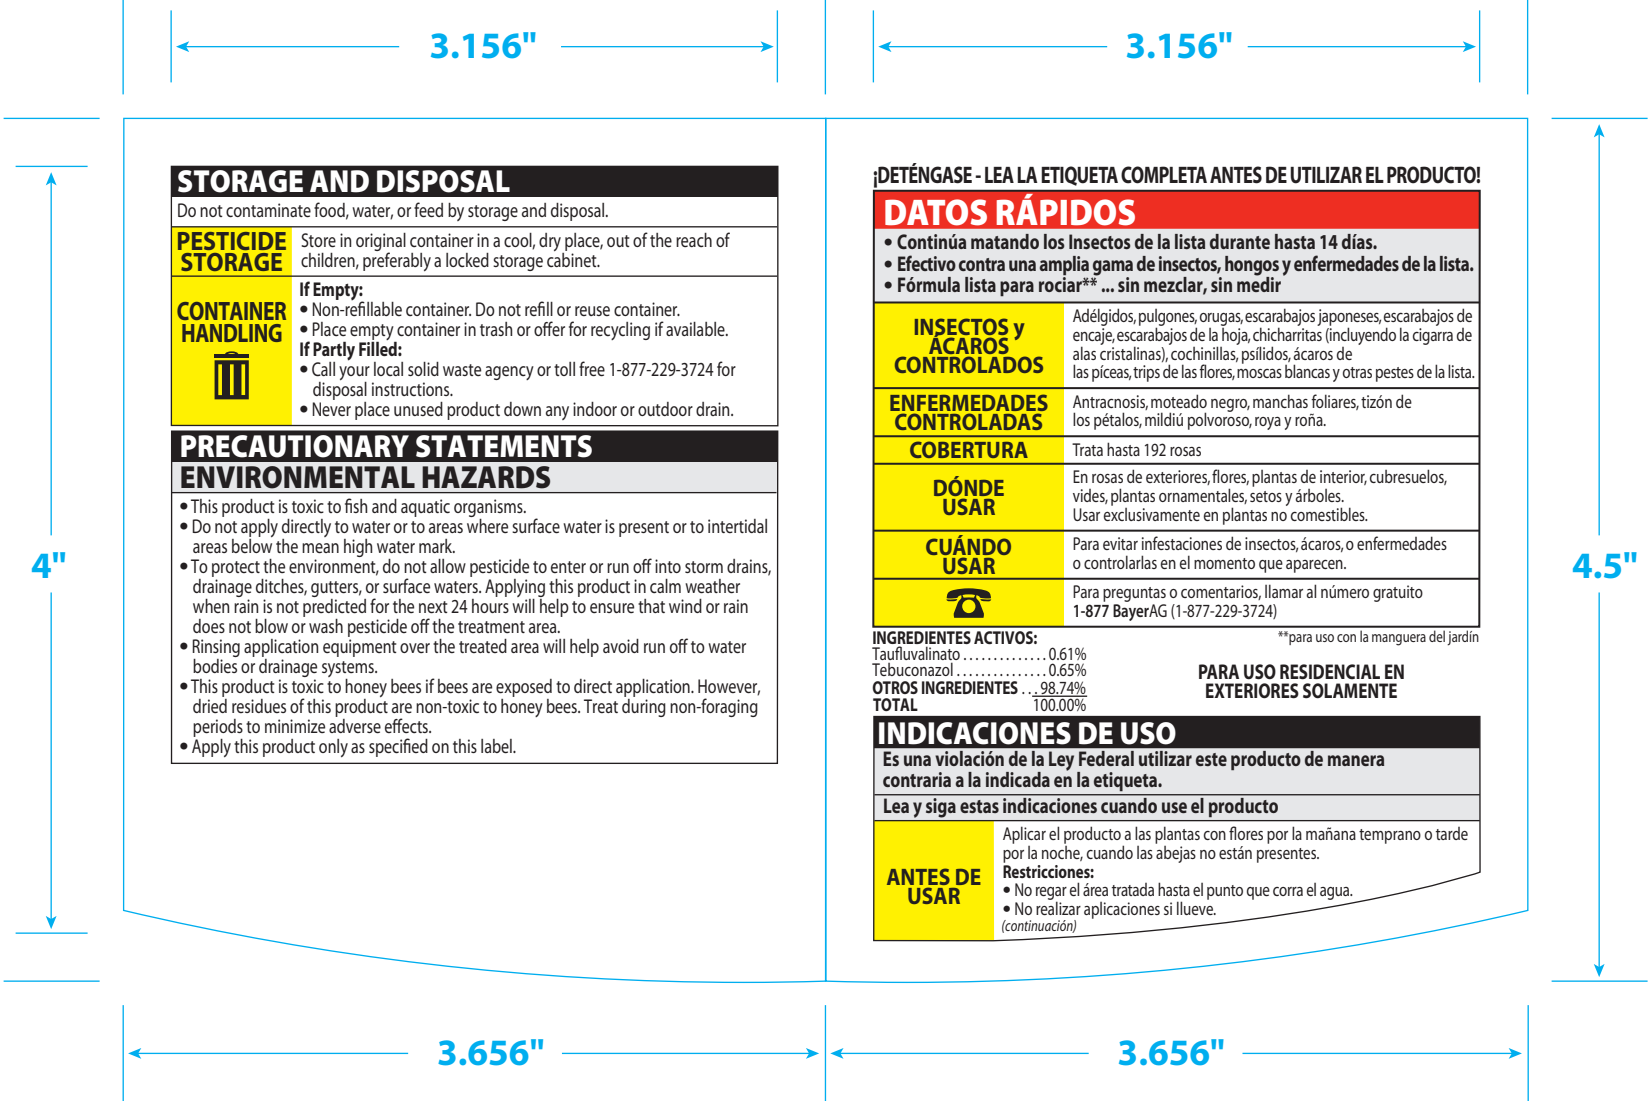 3.156"
3.156"
4"
4.5"
STORAGE AND DISPOSAL
Do not contaminate food, water, or feed by storage and disposal.
PESTICIDE
STORAGE
Store in original container in a cool, dry place, out of the reach of
children, preferably a locked storage cabinet.
CONTAINER
HANDLING
If Empty:
• Non-refillable container. Do not refill or reuse container.
• Place empty container in trash or offer for recycling if available.
If Partly Filled:
• Call your local solid waste agency or toll free 1-877-229-3724 for
disposal instructions.
• Never place unused product down any indoor or outdoor drain.
PRECAUTIONARY STATEMENTS
ENVIRONMENTAL HAZARDS
• This product is toxic to fish and aquatic organisms.
• Do not apply directly to water or to areas where surface water is present or to intertidal
areas below the mean high water mark.
• To protect the environment, do not allow pesticide to enter or run off into storm drains,
drainage ditches, gutters, or surface waters. Applying this product in calm weather
when rain is not predicted for the next 24 hours will help to ensure that wind or rain
does not blow or wash pesticide off the treatment area.
• Rinsing application equipment over the treated area will help avoid run off to water
bodies or drainage systems.
• This product is toxic to honey bees if bees are exposed to direct application. However,
dried residues of this product are non-toxic to honey bees. Treat during non-foraging
periods to minimize adverse effects.
• Apply this product only as specified on this label.
¡DETÉNGASE - LEA LA ETIQUETA COMPLETA ANTES DE UTILIZAR EL PRODUCTO!
DATOS RÁPIDOS
• Continúa matando los Insectos de la lista durante hasta 14 días.
• Efectivo contra una amplia gama de insectos, hongos y enfermedades de la lista.
• Fórmula lista para rociar** ... sin mezclar, sin medir
INSECTOS y
ÁCAROS
CONTROLADOS
Adélgidos, pulgones, orugas, escarabajos japoneses, escarabajos de
encaje, escarabajos de la hoja, chicharritas (incluyendo la cigarra de
alas cristalinas), cochinillas, psílidos, ácaros de
las píceas, trips de las flores, moscas blancas y otras pestes de la lista.
ENFERMEDADES
CONTROLADAS
Antracnosis, moteado negro, manchas foliares, tizón de
los pétalos, mildiú polvoroso, roya y roña.
COBERTURA
Trata hasta 192 rosas
DÓNDE
USAR
En rosas de exteriores, flores, plantas de interior, cubresuelos,
vides, plantas ornamentales, setos y árboles.
Usar exclusivamente en plantas no comestibles.
CUÁNDO
USAR
Para evitar infestaciones de insectos, ácaros, o enfermedades
o controlarlas en el momento que aparecen.
Para preguntas o comentarios, llamar al número gratuito
1-877 BayerAG (1-877-229-3724)
**para uso con la manguera del jardín
INGREDIENTES ACTIVOS:
Taufluvalinato . . . . . . . . . . . . . . 0.61%
Tebuconazol . . . . . . . . . . . . . . . 0.65%
OTROS INGREDIENTES . . . 98.74%
TOTAL 100.00%
PARA USO RESIDENCIAL EN
EXTERIORES SOLAMENTE
INDICACIONES DE USO
Es una violación de la Ley Federal utilizar este producto de manera
contraria a la indicada en la etiqueta.
Lea y siga estas indicaciones cuando use el producto
ANTES DE
USAR
Aplicar el producto a las plantas con flores por la mañana temprano o tarde
por la noche, cuando las abejas no están presentes.
Restricciones:
• No regar el área tratada hasta el punto que corra el agua.
• No realizar aplicaciones si llueve.
(continuación)
3.656"
3.656"